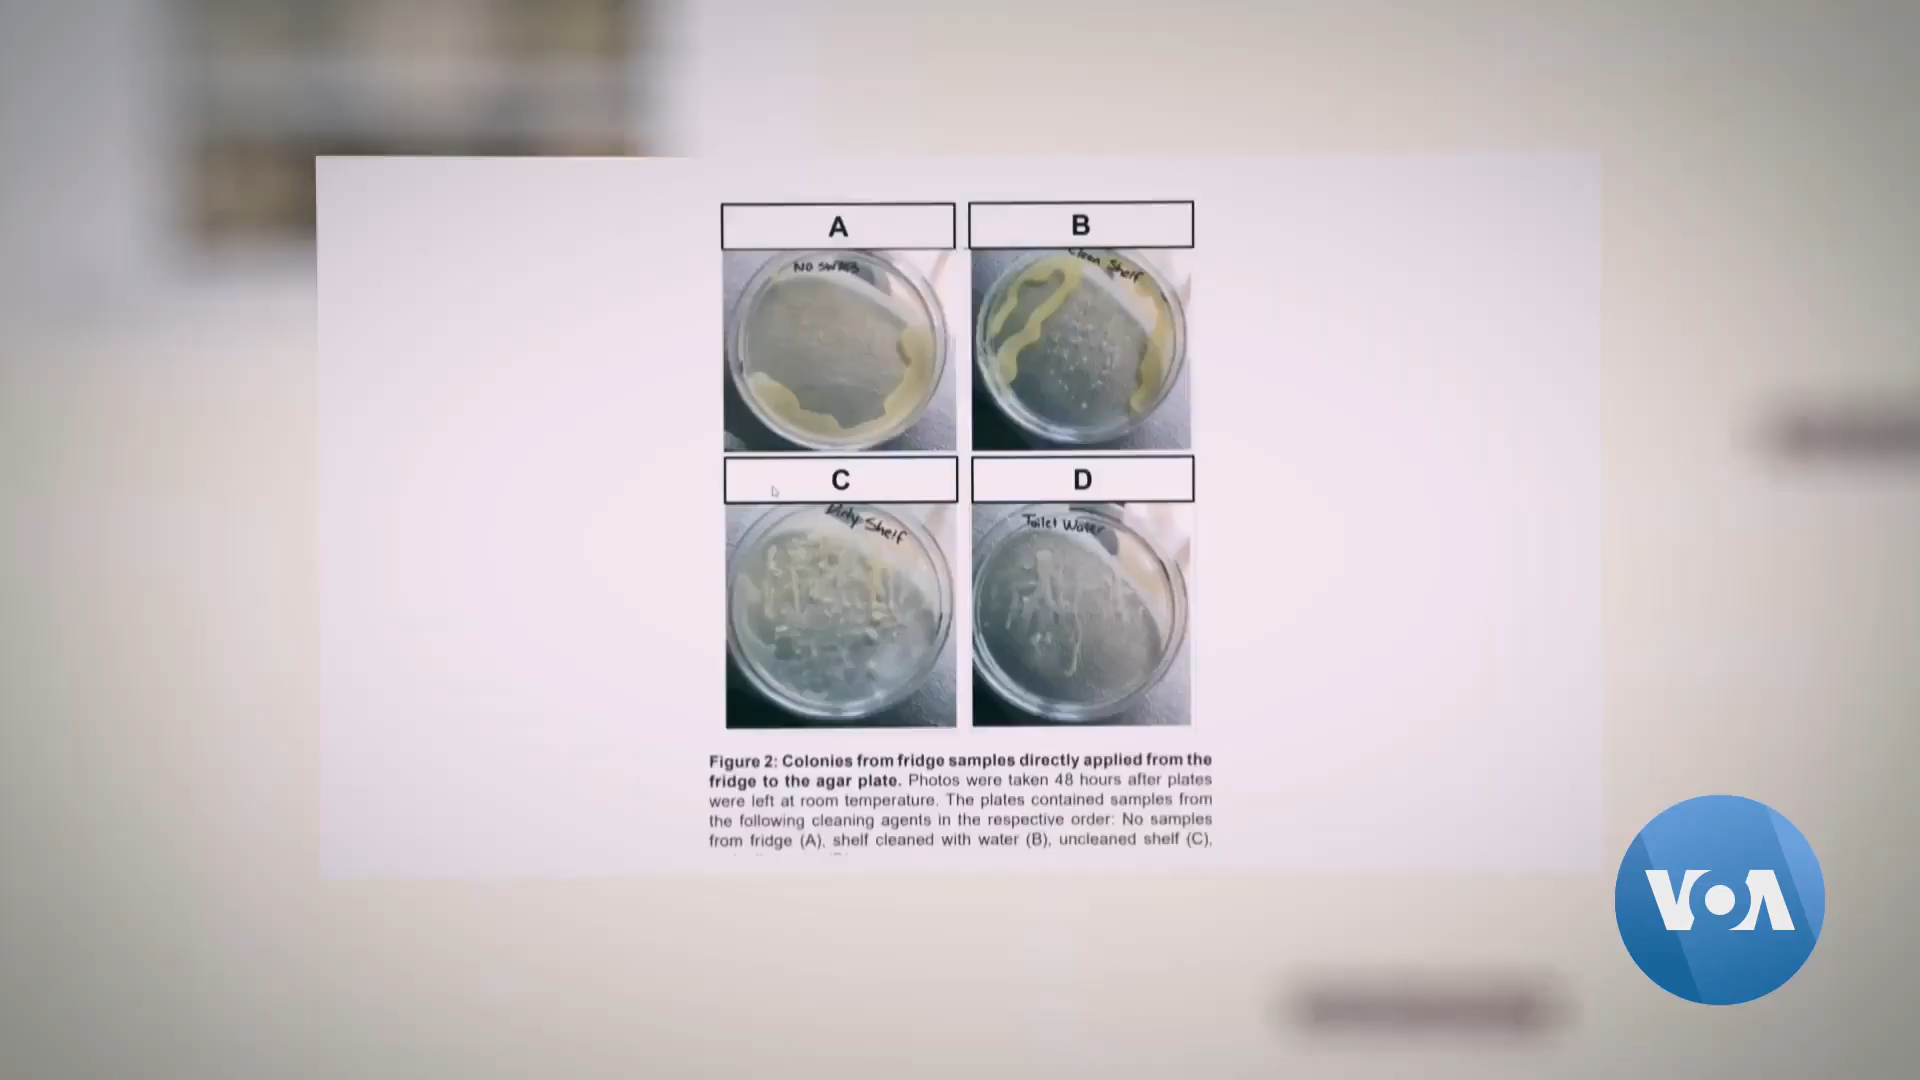 A
B
NO SWAB
Clean Shelf
C
D
Dirty Shelf
Toilet Water
Figure 2: Colonies from fridge samples directly applied from the
fridge to the agar plate. Photos were taken 48 hours after plates
were left at room temperature. The plates contained samples from
the following cleaning agents in the respective order: No samples
from fridge (A), shelf cleaned with water (B), uncleaned shelf (C),
VOA